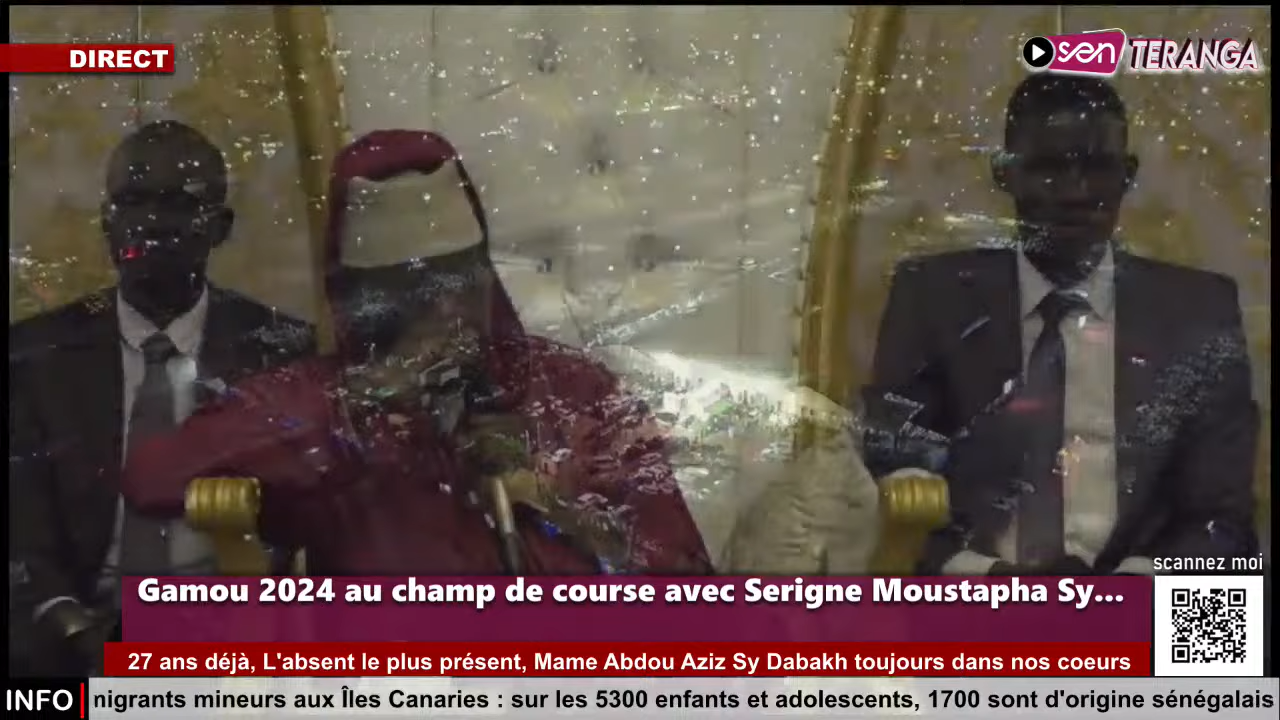 DIRECT
sen TERANGA
scannez moi
Gamou 2024 au champ de course avec Serigne Moustapha Sy...
27 ans déjà, L'absent le plus présent, Mame Abdou Aziz Sy Dabakh toujours dans nos coeurs
INFO nigrants mineurs aux Îles Canaries : sur les 5300 enfants et adolescents, 1700 sont d'origine sénégalais